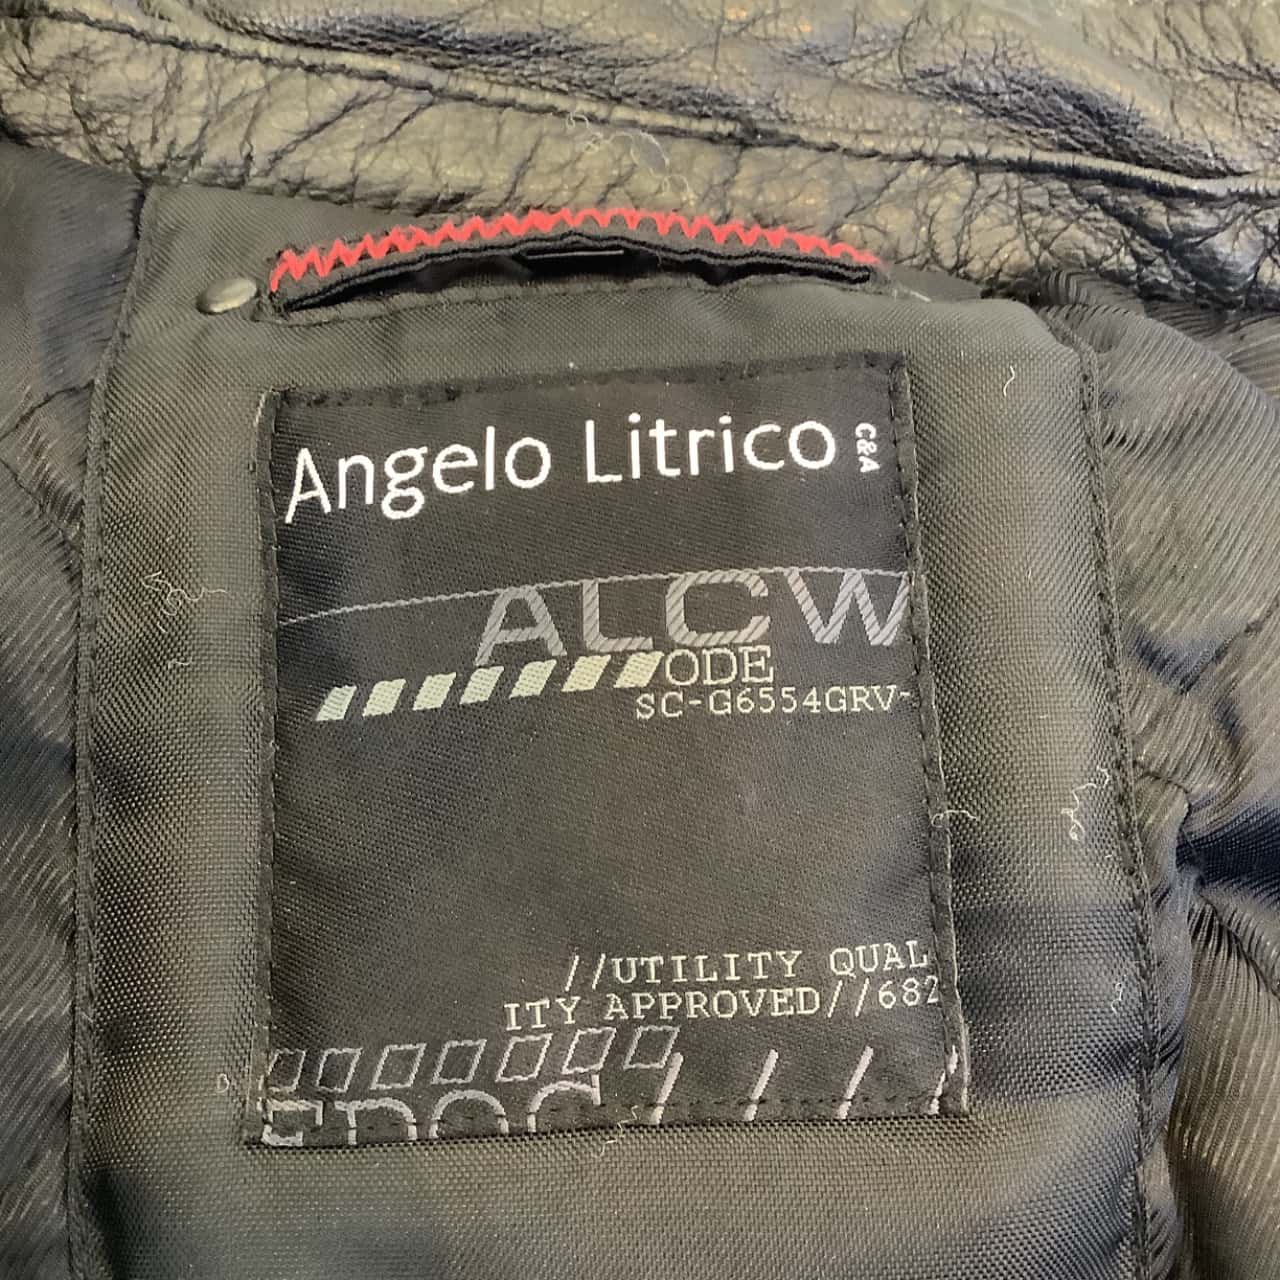 Angelo Litrico C&A
ALCW
ODE
SC-G6554GRV-
//UTILITY QUAL
ITY APPROVED//682